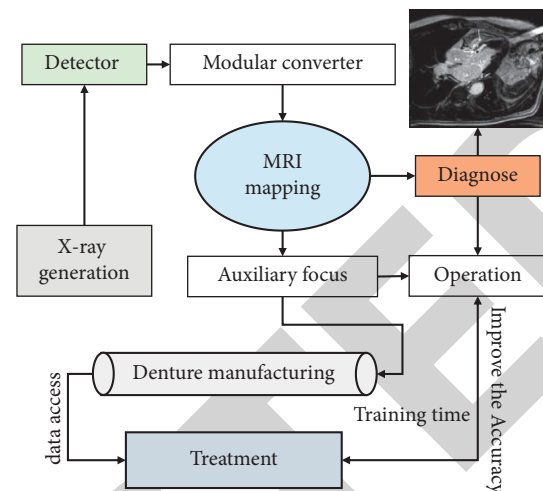 Detector
Modular converter
MRI
mapping
Diagnose
X-ray
generation
Auxiliary focus
Operation
Denture manufacturing
data access
Training time
Improve the Accuracy
Treatment